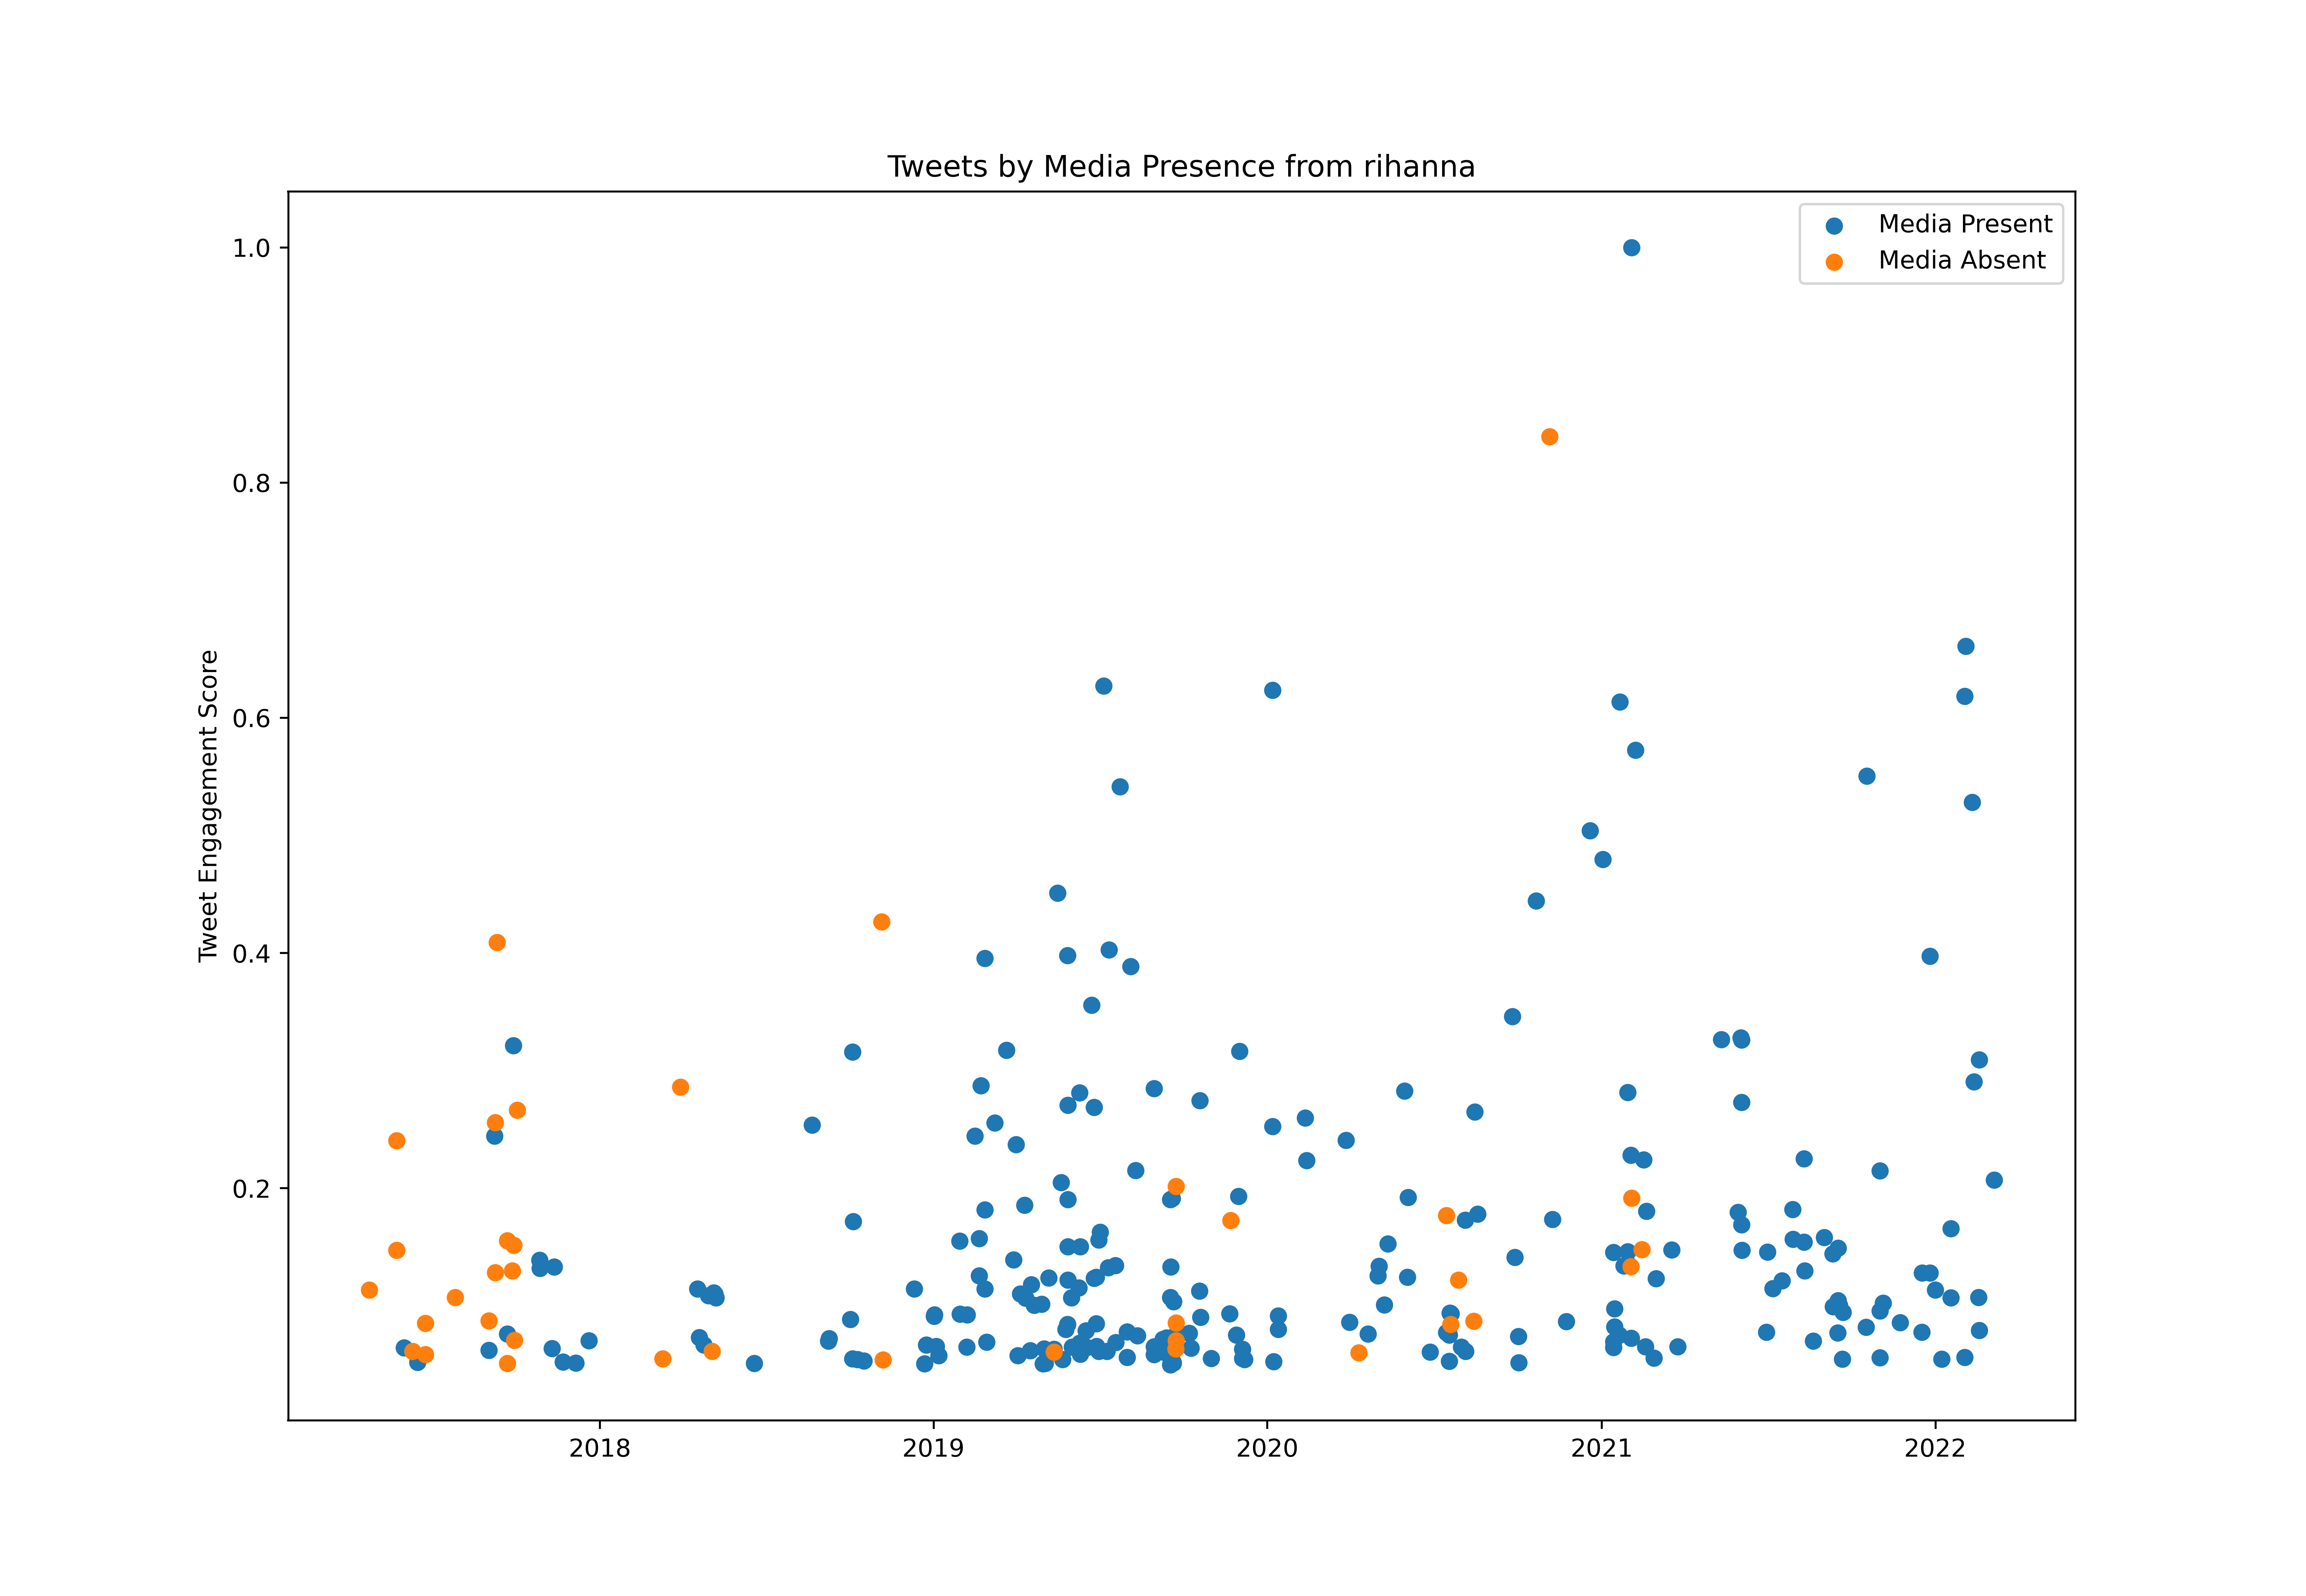 Tweets by Media Presence from rihanna
Media Present
Media Absent
Tweet Engagement Score
1.0
0.8
0.6
0.4
0.2
2018 2019 2020 2021 2022